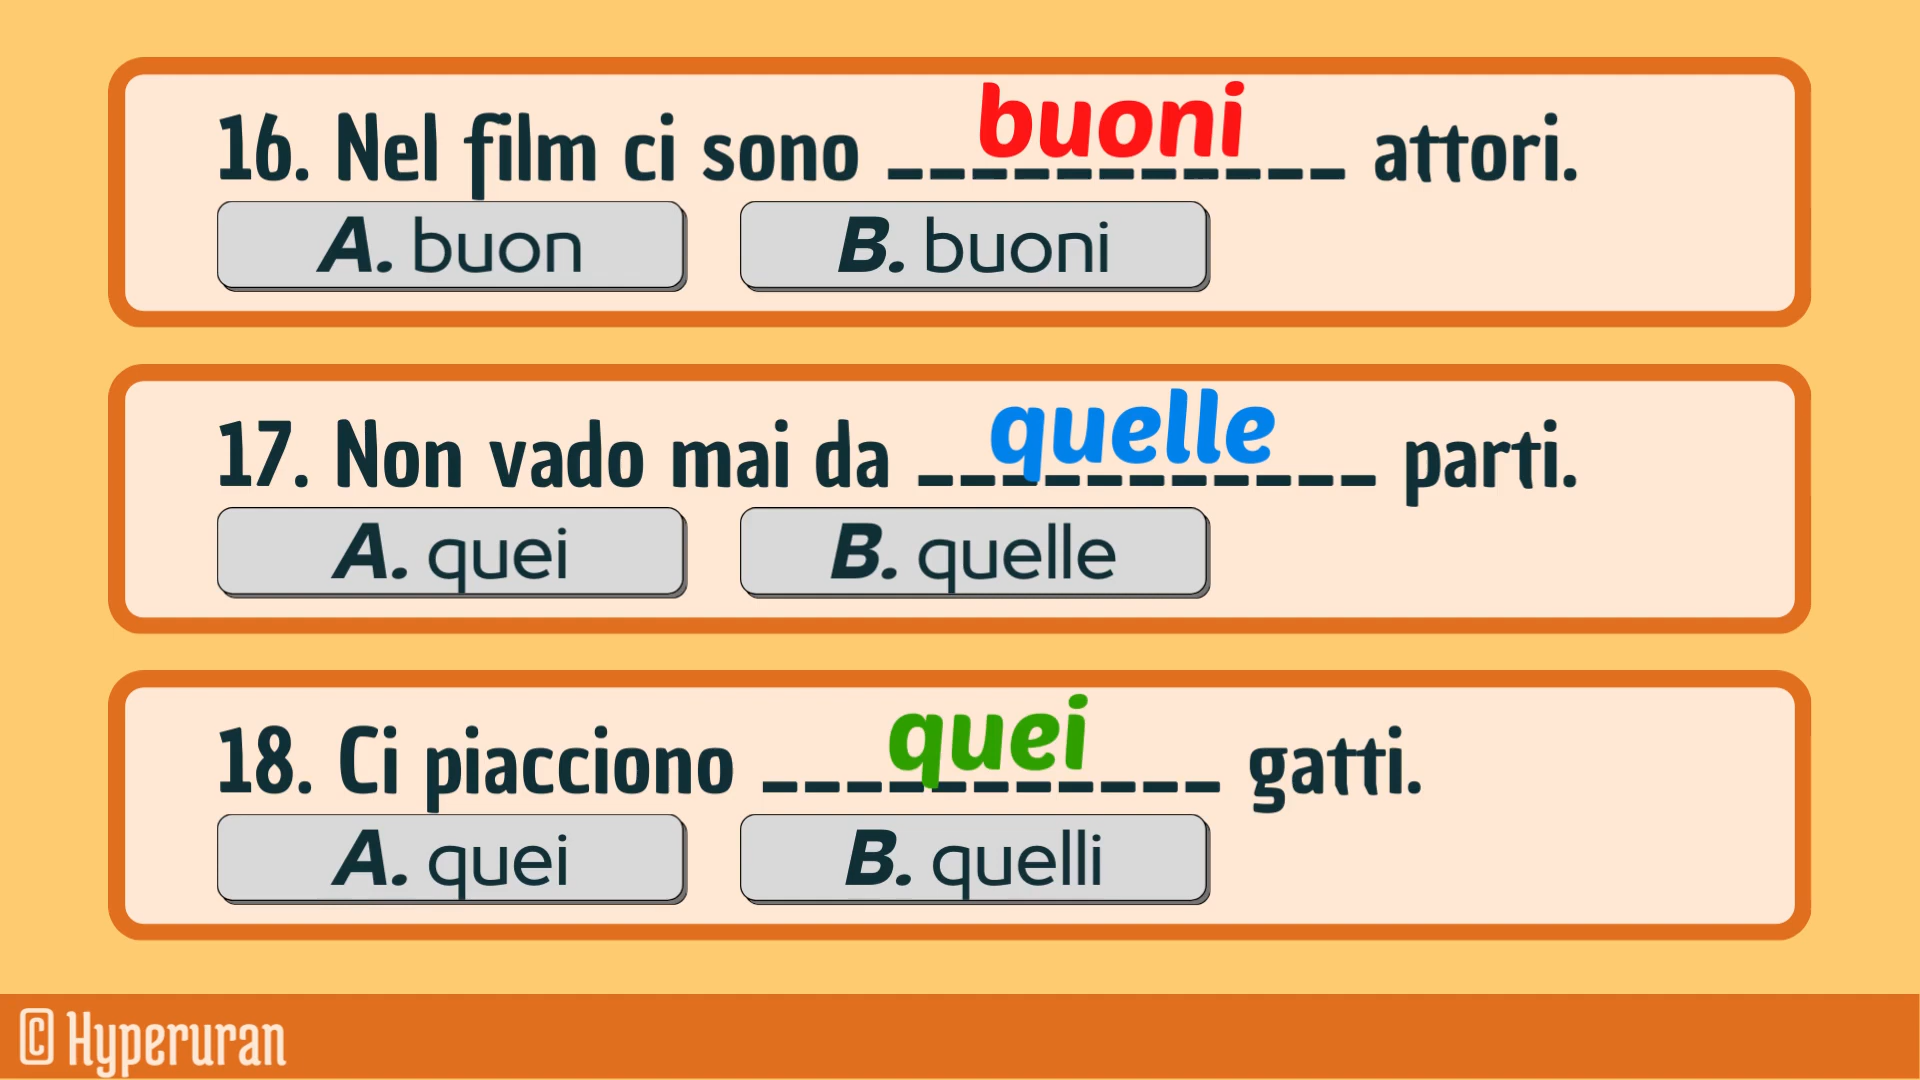 16. Nel film ci sono buoni attori.
A. buon B. buoni
17. Non vado mai da quelle parti.
A. quei B. quelle
18. Ci piacciono quei gatti.
A. quei B. quelli
© Hyperuran